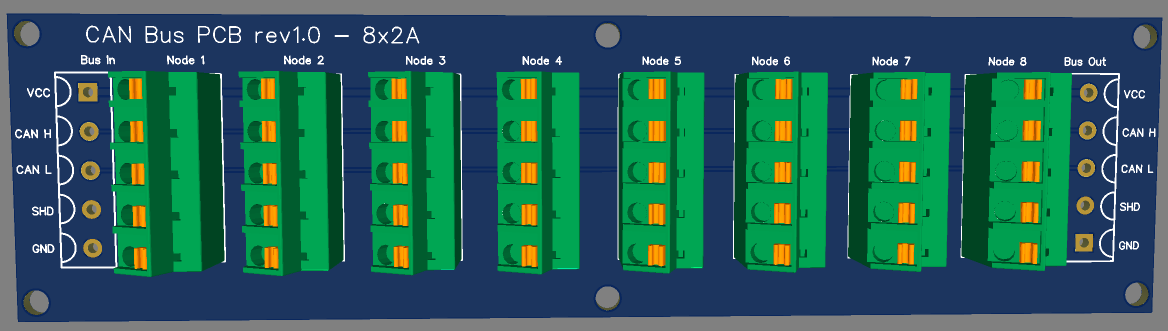 CAN Bus PCB rev1.0 - 8x2A
Bus In Node 1 Node 2 Node 3 Node 4 Node 5 Node 6 Node 7 Node 8 Bus Out
VCC VCC
CAN H CAN H
CAN L CAN L
SHD SHD
GND GND